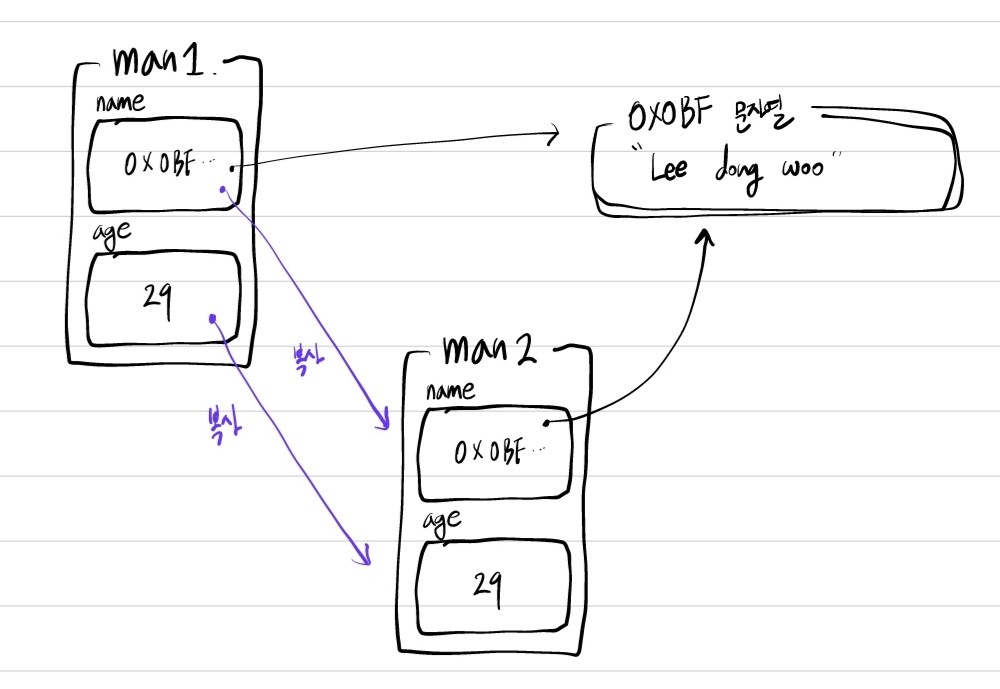 man1.
name
0X0BF...
age
29
0X0BF 문자열
"Lee dong woo"
복사
복사
man2
name
0X0BF...
age
29